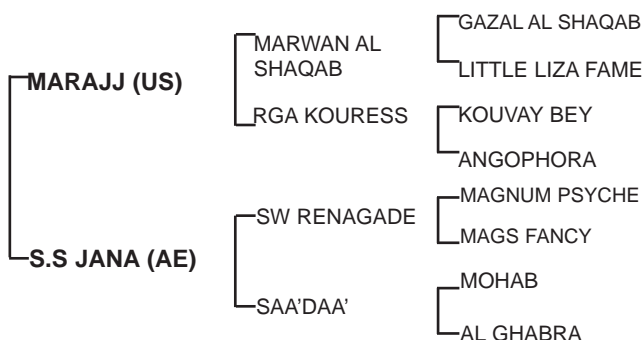 MARAJJ (US)
S.S JANA (AE)
MARWAN AL
SHAQAB
RGA KOURESS
SW RENAGADE
SAA'DAA'
GAZAL AL SHAQAB
LITTLE LIZA FAME
KOUVAY BEY
ANGOPHORA
MAGNUM PSYCHE
MAGS FANCY
MOHAB
AL GHABRA